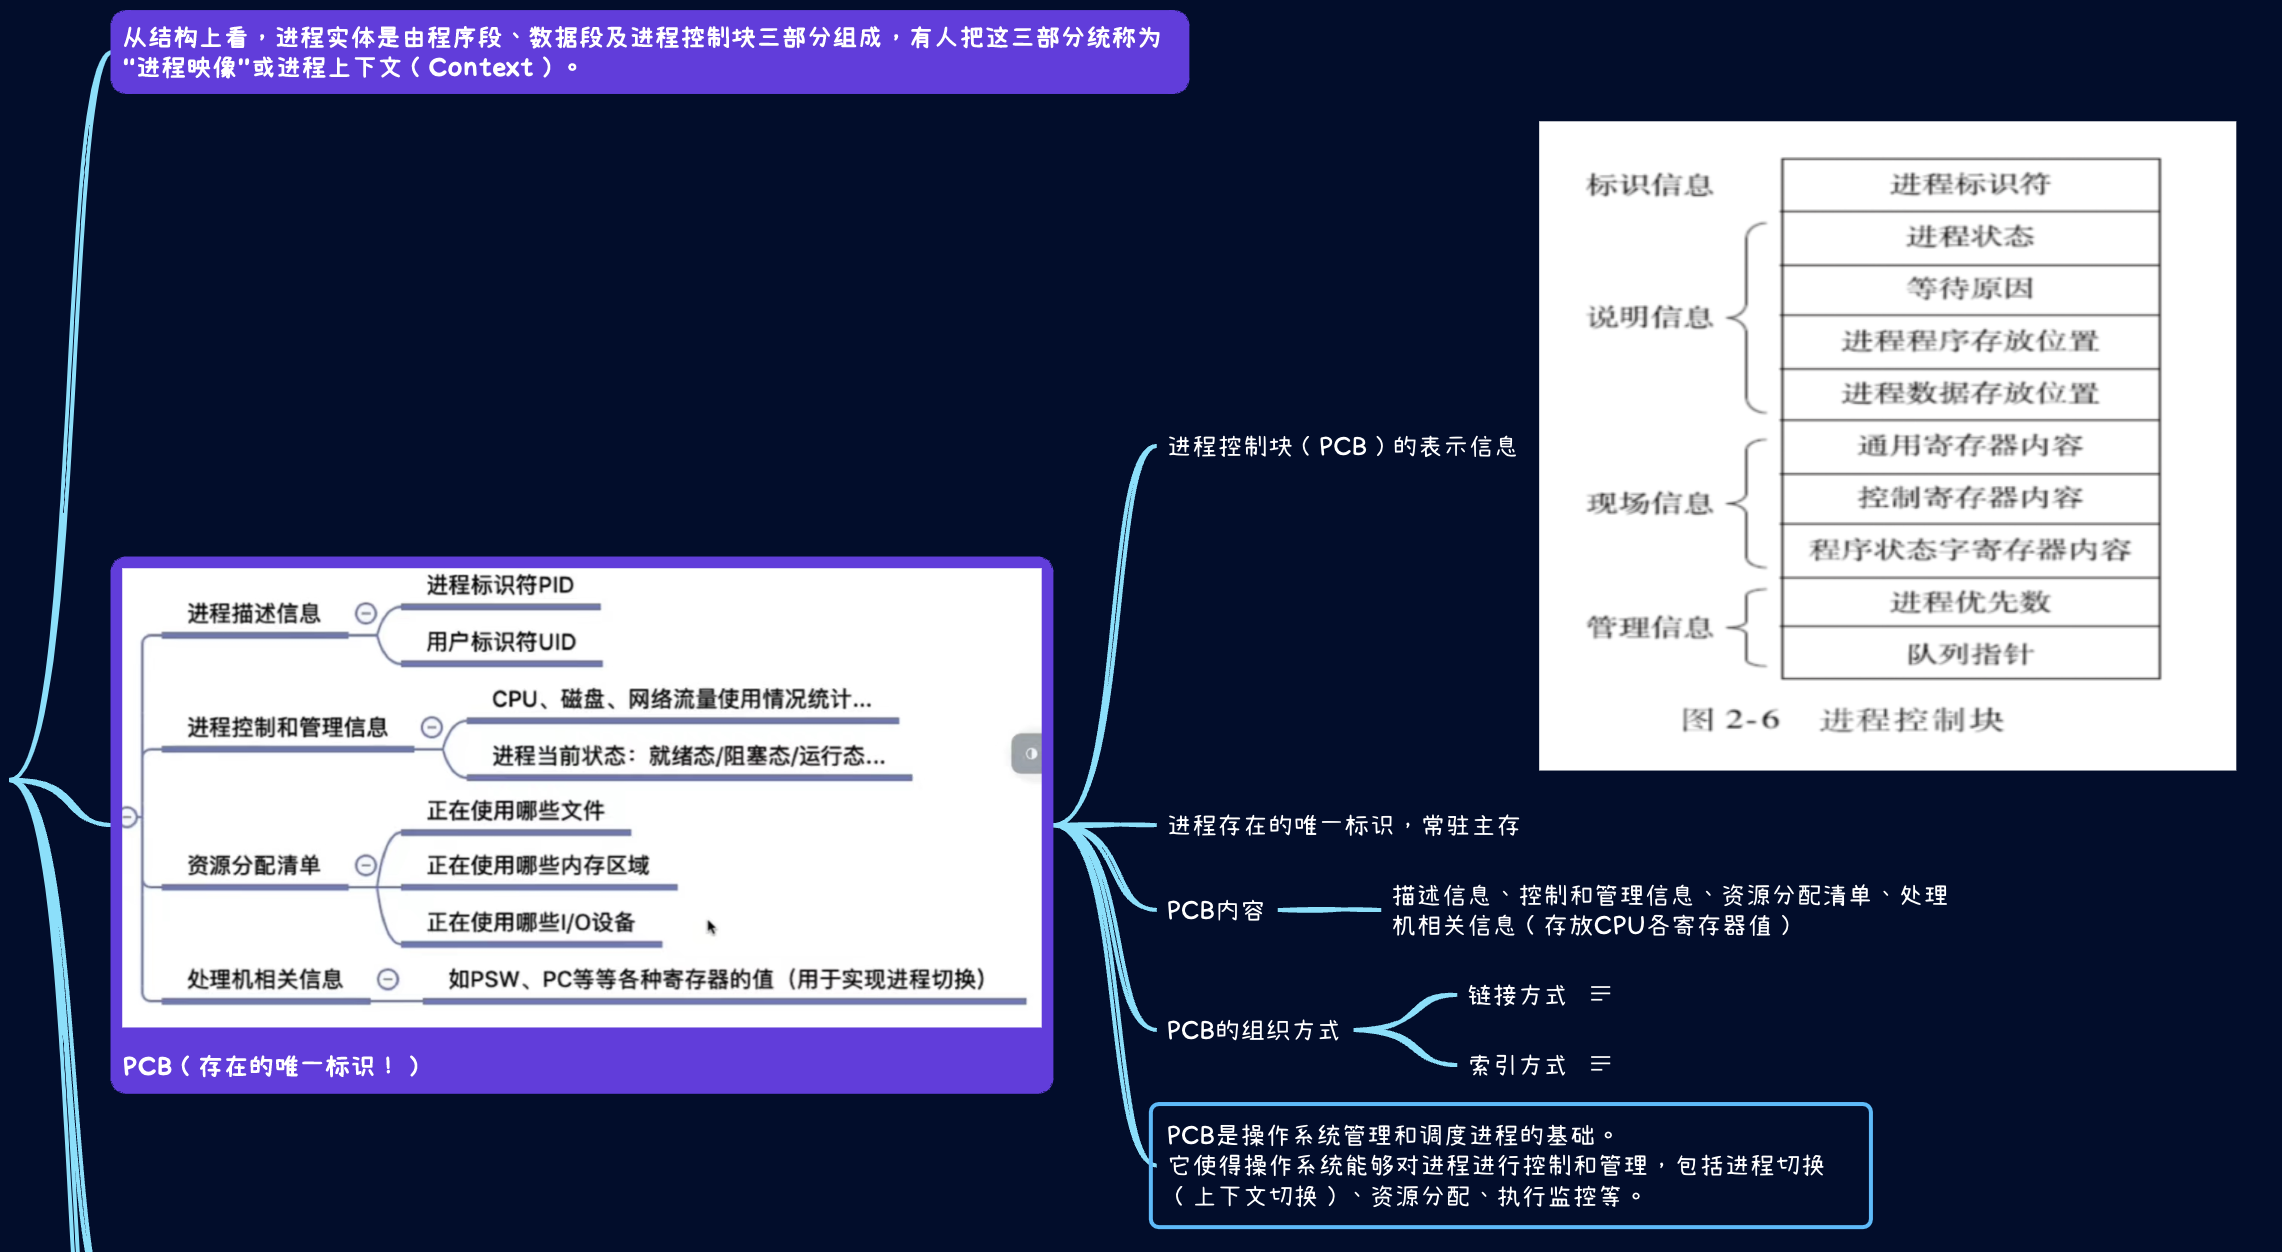 从结构上看，进程实体是由程序段、数据段及进程控制块三部分组成，有人把这三部分统称为
"进程映像"或进程上下文（Context）。
标识信息
进程标识符
说明信息
进程状态
等待原因
进程程序存放位置
进程数据存放位置
现场信息
通用寄存器内容
控制寄存器内容
程序状态字寄存器内容
管理信息
进程优先数
队列指针
图 2-6 进程控制块
进程控制块（PCB）的表示信息
进程描述信息
进程标识符PID
用户标识符UID
进程控制和管理信息
CPU、磁盘、网络流量使用情况统计...
进程当前状态：就绪态/阻塞态/运行态...
资源分配清单
正在使用哪些文件
正在使用哪些内存区域
正在使用哪些I/O设备
处理机相关信息
如PSW、PC等等各种寄存器的值（用于实现进程切换）
PCB（存在的唯一标识！）
进程存在的唯一标识，常驻主存
PCB内容
描述信息、控制和管理信息、资源分配清单、处理
机相关信息（存放CPU各寄存器值）
PCB的组织方式
链接方式
索引方式
PCB是操作系统管理和调度进程的基础。
它使得操作系统能够对进程进行控制和管理，包括进程切换
（上下文切换）、资源分配、执行监控等。